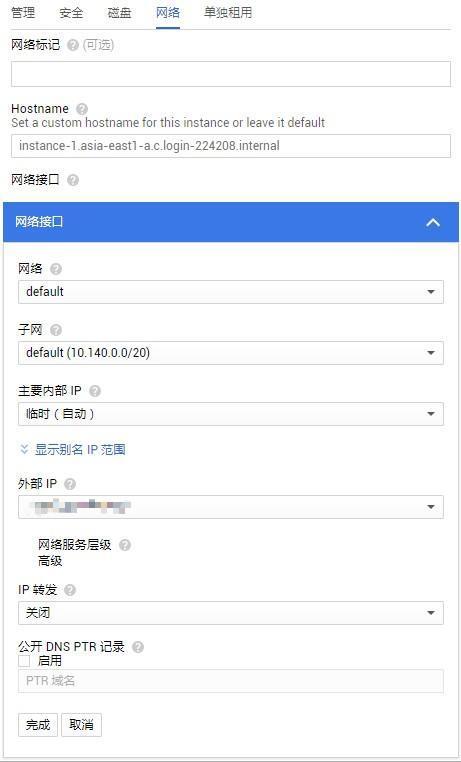 管理 安全 磁盘 网络 单独租用
网络标记 ? (可选)
Hostname ?
Set a custom hostname for this instance or leave it default
instance-1.asia-east1-a.c.login-224208.internal
网络接口 ?
网络接口
网络 ?
default
子网 ?
default (10.140.0.0/20)
主要内部 IP ?
临时（自动）
显示别名 IP 范围
外部 IP ?
网络服务层级 ?
高级
IP 转发 ?
关闭
公开 DNS PTR 记录 ?
启用
PTR 域名
完成 取消